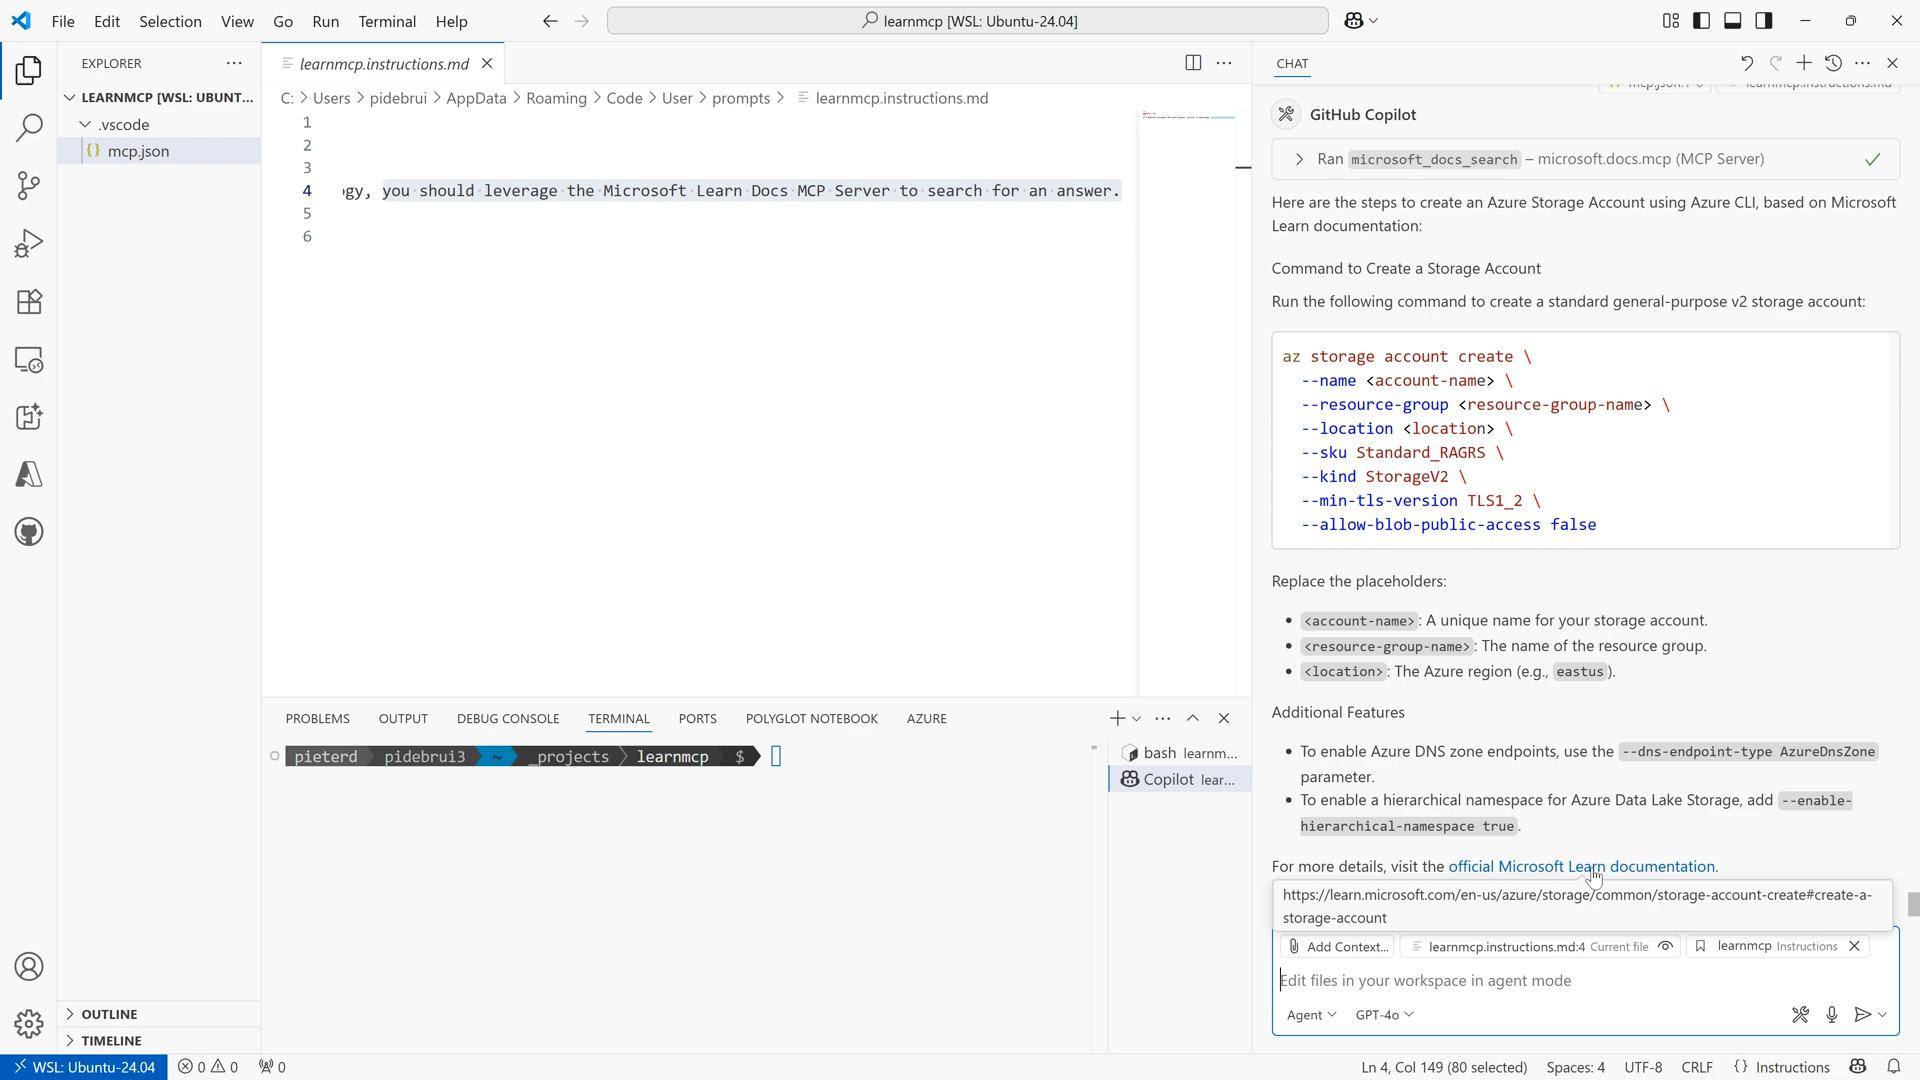 File Edit Selection View Go Run Terminal Help
learnmcp [WSL: Ubuntu-24.04]
EXPLORER
LEARNMCP [WSL: UBUNT...
.vscode
{} mcp.json
OUTLINE
TIMELINE
learnmcp.instructions.md
C: > Users > pidebrui > AppData > Roaming > Code > User > prompts > learnmcp.instructions.md
1
2
3
4 gy, you should leverage the Microsoft Learn Docs MCP Server to search for an answer.
5
6
PROBLEMS OUTPUT DEBUG CONSOLE TERMINAL PORTS POLYGLOT NOTEBOOK AZURE
pieterd pidebrui3 ~ _projects learnmcp $
bash learnm...
Copilot lear...
CHAT
learnmcp.instructions.md
GitHub Copilot
Ran microsoft_docs_search – microsoft.docs.mcp (MCP Server)
Here are the steps to create an Azure Storage Account using Azure CLI, based on Microsoft
Learn documentation:
Command to Create a Storage Account
Run the following command to create a standard general-purpose v2 storage account:
az storage account create \
--name <account-name> \
--resource-group <resource-group-name> \
--location <location> \
--sku Standard_RAGRS \
--kind StorageV2 \
--min-tls-version TLS1_2 \
--allow-blob-public-access false
Replace the placeholders:
• <account-name>: A unique name for your storage account.
• <resource-group-name>: The name of the resource group.
• <location>: The Azure region (e.g., eastus).
Additional Features
• To enable Azure DNS zone endpoints, use the --dns-endpoint-type AzureDnsZone
parameter.
• To enable a hierarchical namespace for Azure Data Lake Storage, add --enable-
hierarchical-namespace true.
For more details, visit the official Microsoft Learn documentation.
https://learn.microsoft.com/en-us/azure/storage/common/storage-account-create#create-a-
storage-account
Add Context... learnmcp.instructions.md:4 Current file learnmcp Instructions
Edit files in your workspace in agent mode
Agent GPT-4o
WSL: Ubuntu-24.04 0 0 0
Ln 4, Col 149 (80 selected) Spaces: 4 UTF-8 CRLF {} Instructions